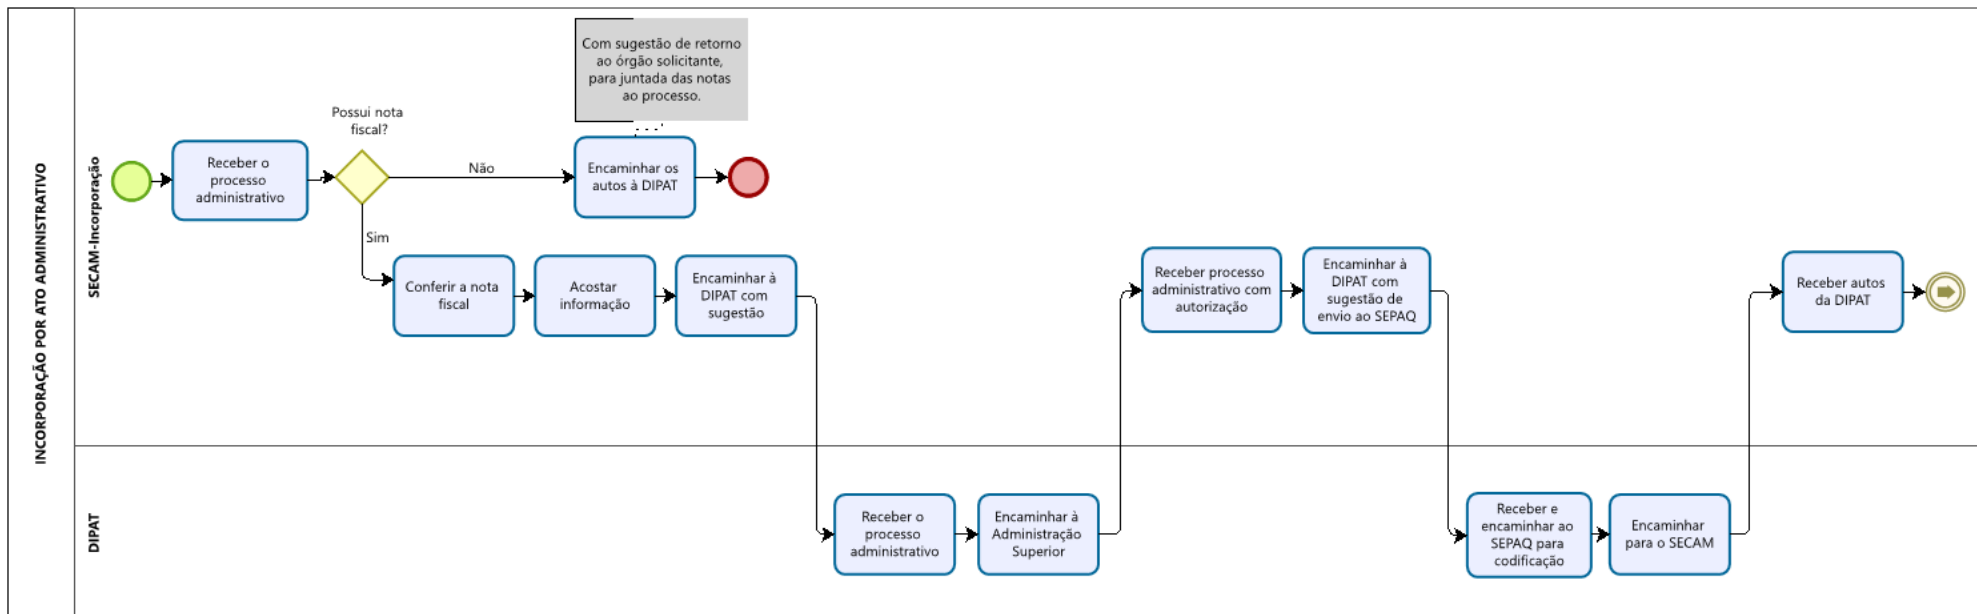 INCORPORAÇÃO POR ATO ADMINISTRATIVO
SECAM-Incorporação
Receber o
processo
administrativo
Possui nota
fiscal?
Não
Sim
Com sugestão de retorno
ao órgão solicitante,
para juntada das notas
ao processo.
Encaminhar os
autos à DIPAT
Conferir a nota
fiscal
Acostar
informação
Encaminhar à
DIPAT com
sugestão
Receber processo
administrativo com
autorização
Encaminhar à
DIPAT com
sugestão de
envio ao SEPAQ
Receber autos
da DIPAT
DIPAT
Receber o
processo
administrativo
Encaminhar à
Administração
Superior
Receber e
encaminhar ao
SEPAQ para
codificação
Encaminhar
para o SECAM